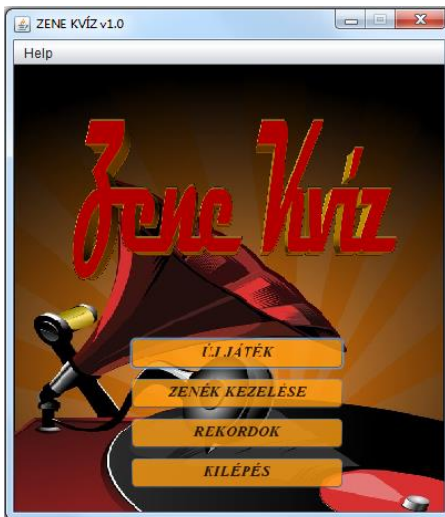 ZENE KVÍZ v1.0
Help
Zene Kvíz
ÚJ JÁTÉK
ZENÉK KEZELÉSE
REKORDOK
KILÉPÉS